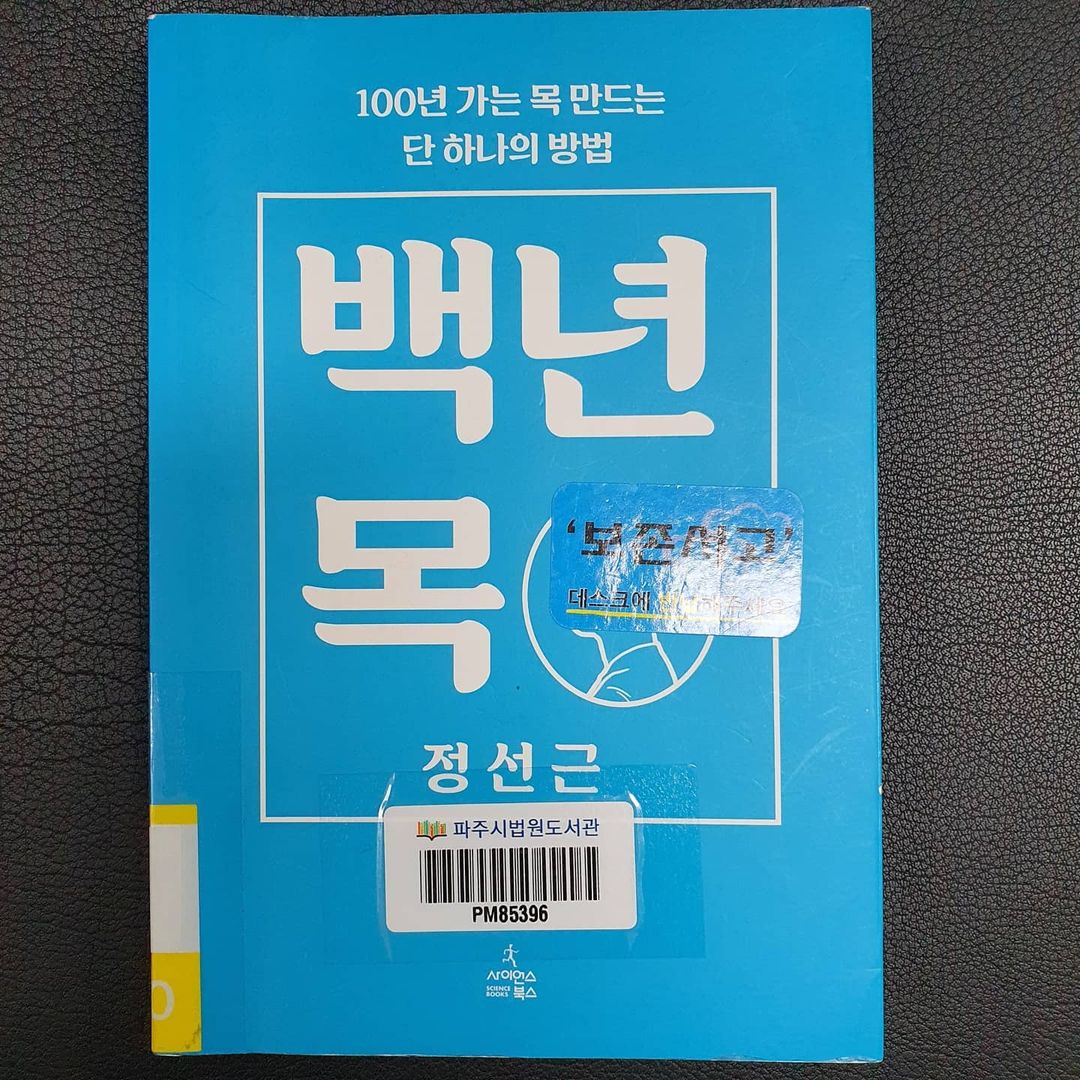 100년 가는 목 만드는
단 하나의 방법
백년
목
'보존서고'
데스크에
정선근
파주시법원도서관
PM85396
사이언스
SCIENCE
BOOKS 북스
0